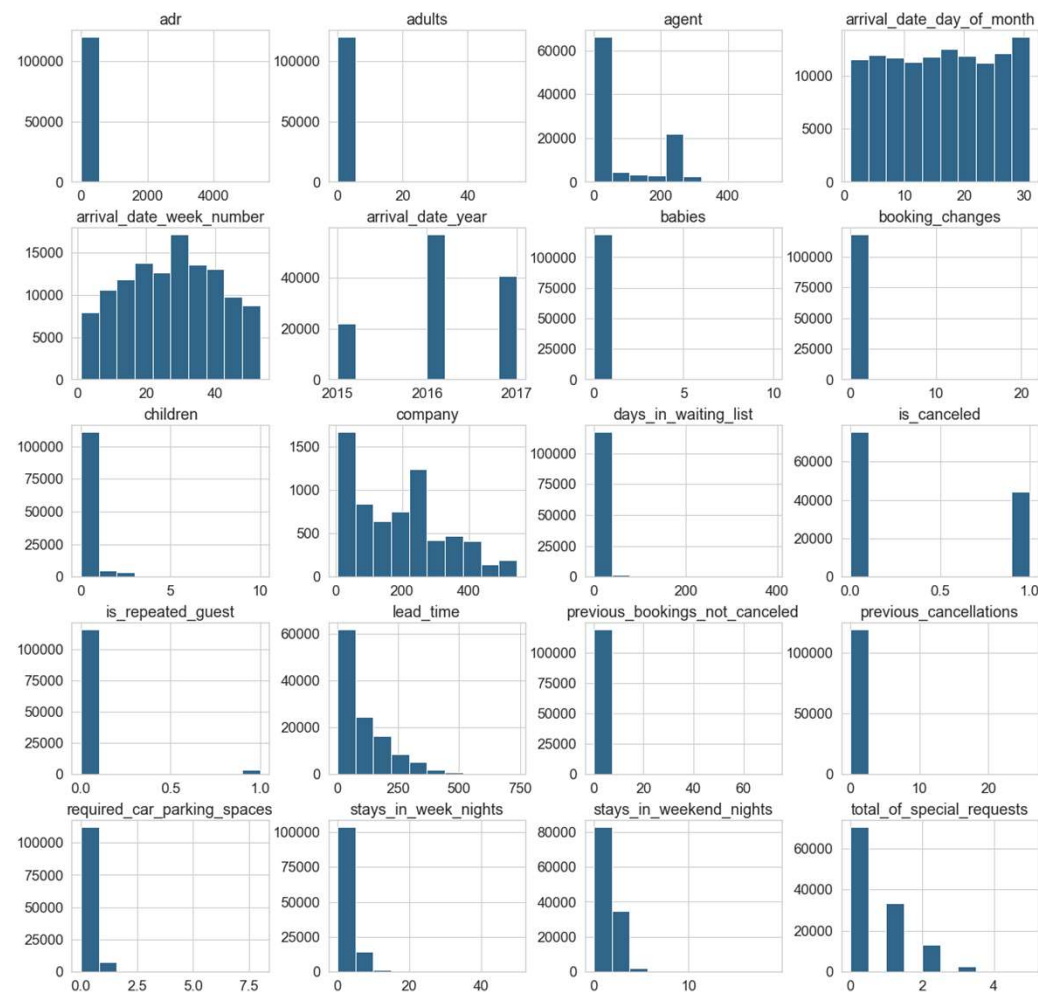 adr
adults
agent
arrival_date_day_of_month
100000
50000
0
0 2000 4000
100000
50000
0
0 20 40
60000
40000
20000
0
0 200 400
10000
5000
0
0 10 20 30
arrival_date_week_number
arrival_date_year
babies
booking_changes
15000
10000
5000
0
20 40
40000
20000
0
2015 2016 2017
100000
75000
50000
25000
0
0 5 10
100000
75000
50000
25000
0
0 10 20
children
company
days_in_waiting_list
is_canceled
100000
75000
50000
25000
0
0 5 10
1500
1000
500
0
0 200 400
100000
75000
50000
25000
0
0 200 400
60000
40000
20000
0
0.0 0.5 1.0
is_repeated_guest
lead_time
previous_bookings_not_canceled
previous_cancellations
100000
75000
50000
25000
0
0.0 0.5 1.0
60000
40000
20000
0
0 250 500 750
100000
50000
0
0 20 40 60
100000
50000
0
0 10 20
required_car_parking_spaces
stays_in_week_nights
stays_in_weekend_nights
total_of_special_requests
100000
75000
50000
25000
0
0.0 2.5 5.0 7.5
100000
75000
50000
25000
0
0 20 40
80000
60000
40000
20000
0
0 10
60000
40000
20000
0
0 2 4